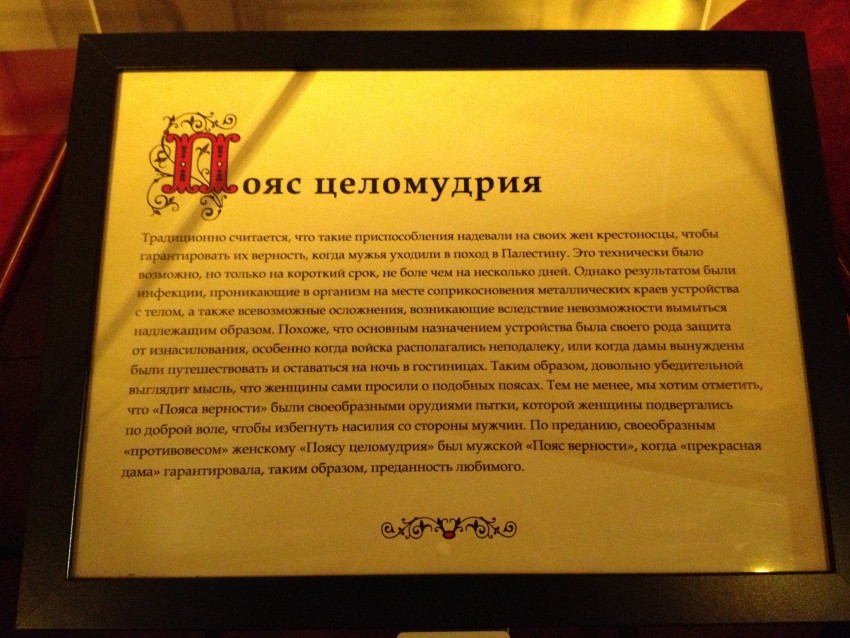 Пояс целомудрия
Традиционно считается, что такие приспособления надевали на своих жен крестоносцы, чтобы
гарантировать их верность, когда мужья уходили в поход в Палестину. Это технически было
возможно, но только на короткий срок, не боле чем на несколько дней. Однако результатом были
инфекции, проникающие в организм на месте соприкосновения металлических краев устройства
с телом, а также всевозможные осложнения, возникающие вследствие невозможности вымыться
надлежащим образом. Похоже, что основным назначением устройства была своего рода защита
от изнасилования, особенно когда войска располагались неподалеку, или когда дамы вынуждены
были путешествовать и оставаться на ночь в гостиницах. Таким образом, довольно убедительной
выглядит мысль, что женщины сами просили о подобных поясах. Тем не менее, мы хотим отметить,
что «Пояса верности» были своеобразными орудиями пытки, которой женщины подвергались
по доброй воле, чтобы избегнуть насилия со стороны мужчин. По преданию, своеобразным
«противовесом» женскому «Поясу целомудрия» был мужской «Пояс верности», когда «прекрасная
дама» гарантировала, таким образом, преданность любимого.